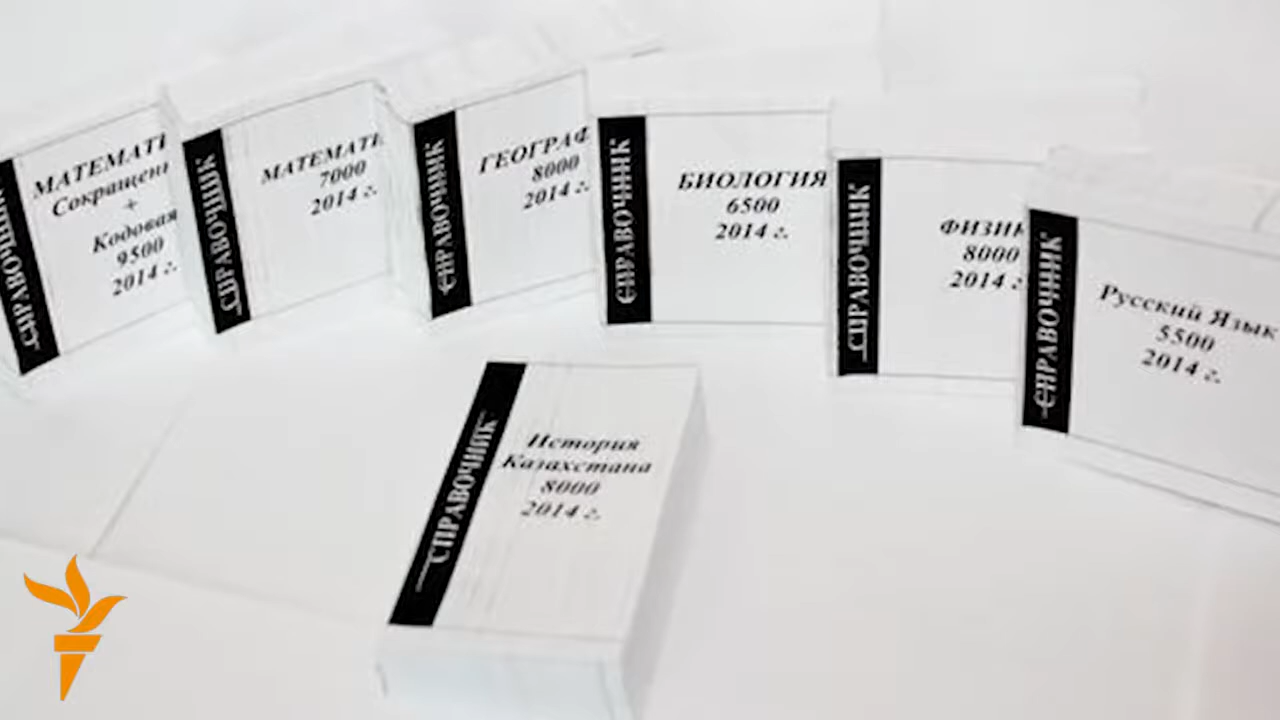 СПРАВОЧНИК
МАТЕМАТИ
Сокращенн
+
Кодовая
9500
2014 г.
СПРАВОЧНИК
МАТЕМАТИ
7000
2014 г.
СПРАВОЧНИК
ГЕОГРАФ
8000
2014 г.
СПРАВОЧНИК
БИОЛОГИЯ
6500
2014 г.
СПРАВОЧНИК
ФИЗИК
8000
2014 г.
СПРАВОЧНИК
Русский Язык
5500
2014 г.
СПРАВОЧНИК
История
Казахстана
8000
2014 г.